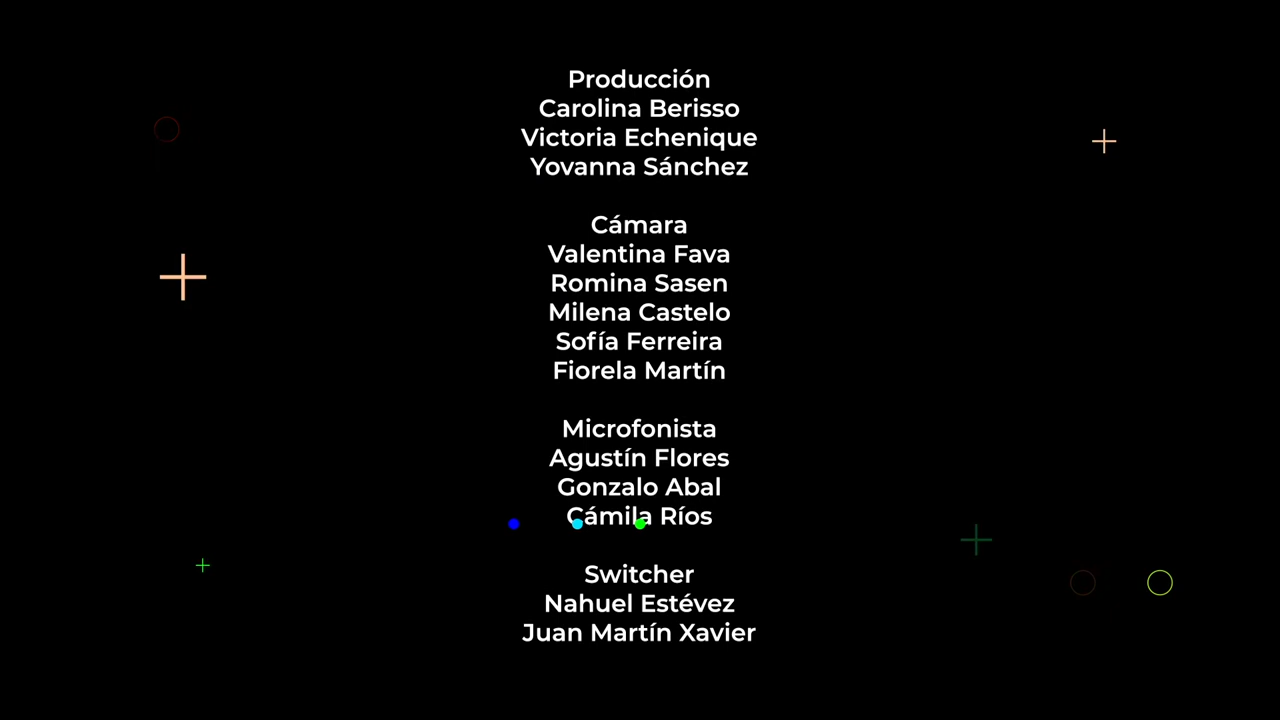 Producción
Carolina Berisso
Victoria Echenique
Yovanna Sánchez
Cámara
Valentina Fava
Romina Sasen
Milena Castelo
Sofía Ferreira
Fiorela Martín
Microfonista
Agustín Flores
Gonzalo Abal
Cámila Ríos
Switcher
Nahuel Estévez
Juan Martín Xavier